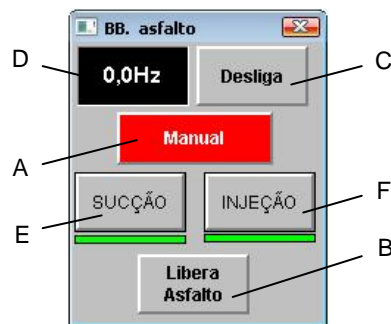 BB. asfalto
D
0,0Hz
Desliga
C
Manual
A
SUCÇÃO
INJEÇÃO
F
E
B
Libera
Asfalto